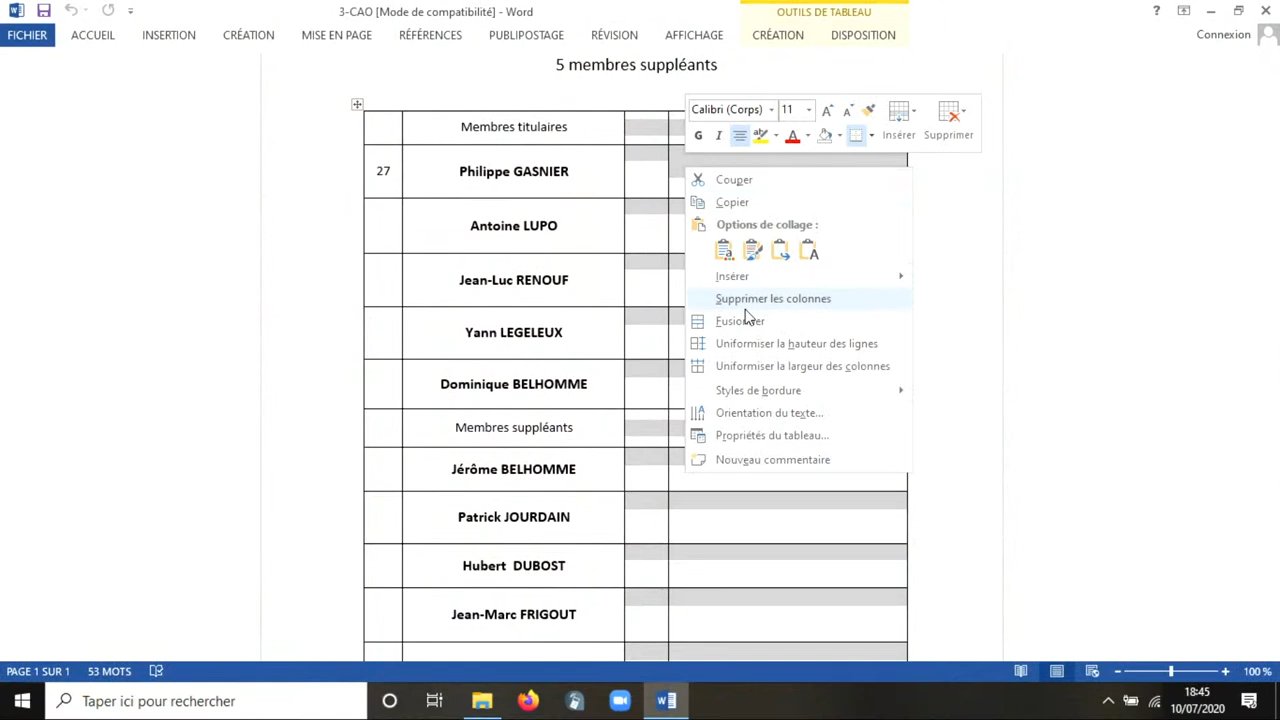 3-CAO [Mode de compatibilité] - Word
OUTILS DE TABLEAU
?
FICHIER ACCUEIL INSERTION CRÉATION MISE EN PAGE RÉFÉRENCES PUBLIPOSTAGE RÉVISION AFFICHAGE CRÉATION DISPOSITION Connexion
5 membres suppléants
Calibri (Corps) 11
G I Insérer Supprimer
Membres titulaires
27 Philippe GASNIER
Antoine LUPO
Jean-Luc RENOUF
Yann LEGELEUX
Dominique BELHOMME
Membres suppléants
Jérôme BELHOMME
Patrick JOURDAIN
Hubert DUBOST
Jean-Marc FRIGOUT
Couper
Copier
Options de collage :
Insérer
Supprimer les colonnes
Fusionner
Uniformiser la hauteur des lignes
Uniformiser la largeur des colonnes
Styles de bordure
Orientation du texte...
Propriétés du tableau...
Nouveau commentaire
PAGE 1 SUR 1 53 MOTS 100 %
Taper ici pour rechercher
18:45
10/07/2020